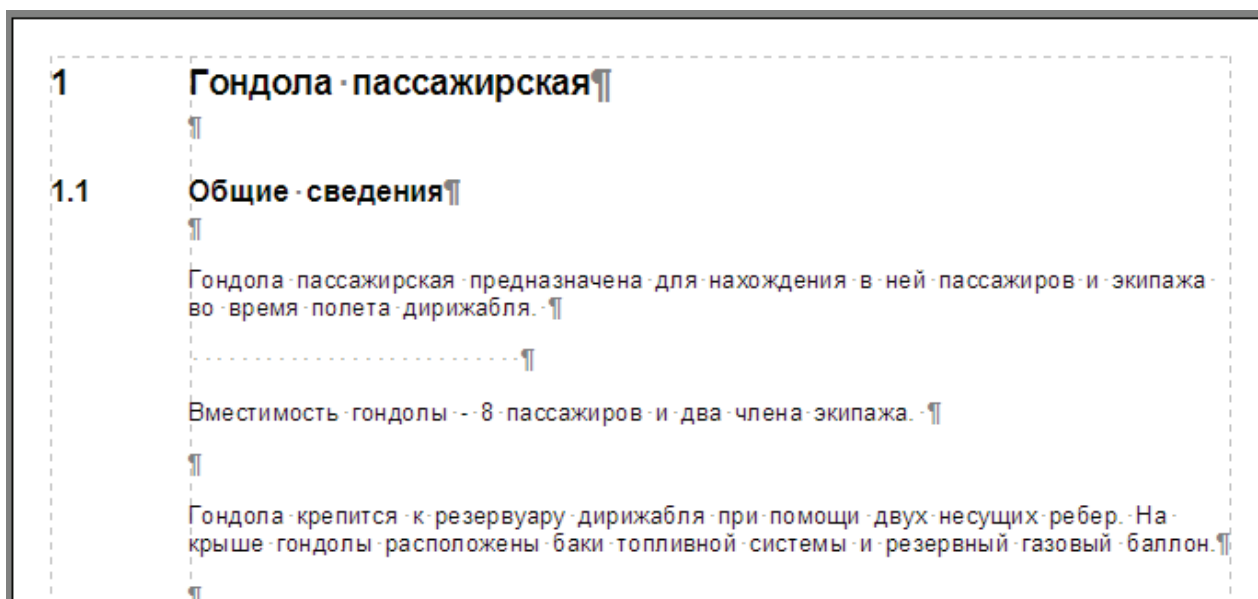 1 Гондола пассажирская¶
¶
1.1 Общие сведения¶
¶
Гондола пассажирская предназначена для нахождения в ней пассажиров и экипажа
во время полета дирижабля. ¶
¶
Вместимость гондолы - 8 пассажиров и два члена экипажа. ¶
¶
Гондола крепится к резервуару дирижабля при помощи двух несущих ребер. На
крыше гондолы расположены баки топливной системы и резервный газовый баллон.¶
¶